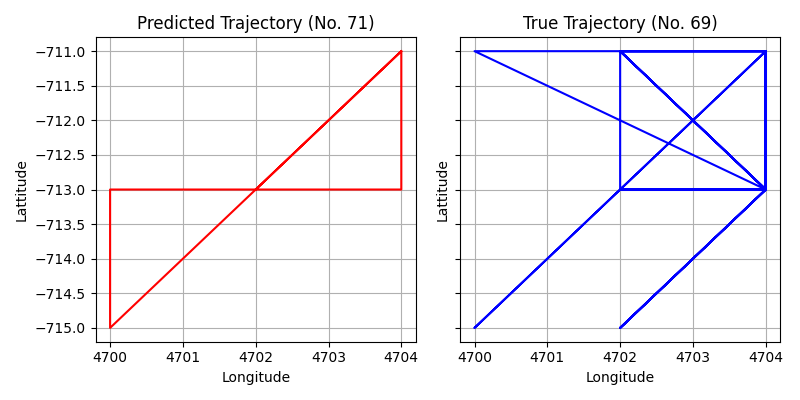 Predicted Trajectory (No. 71)
True Trajectory (No. 69)
Lattitude
−711.0
−711.5
−712.0
−712.5
−713.0
−713.5
−714.0
−714.5
−715.0
4700 4701 4702 4703 4704
Longitude
Lattitude
4700 4701 4702 4703 4704
Longitude